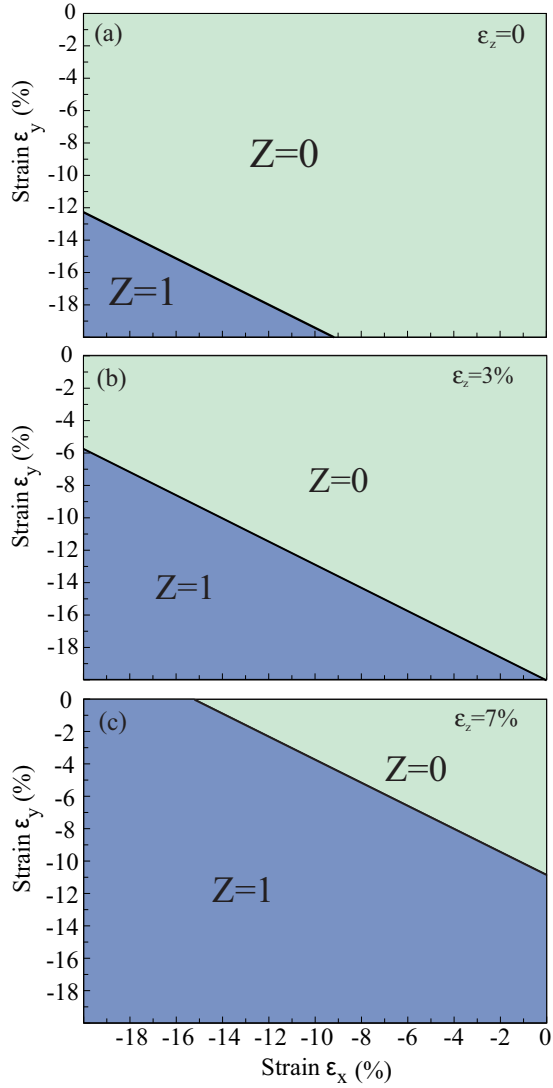 (a)
ε_z=0
0
-2
-4
-6
-8
-10
-12
-14
-16
-18
Strain ε_y (%)
Z=0
Z=1
(b)
ε_z=3%
0
-2
-4
-6
-8
-10
-12
-14
-16
-18
Strain ε_y (%)
Z=0
Z=1
(c)
ε_z=7%
0
-2
-4
-6
-8
-10
-12
-14
-16
-18
Strain ε_y (%)
Z=0
Z=1
-18 -16 -14 -12 -10 -8 -6 -4 -2 0
Strain ε_x (%)